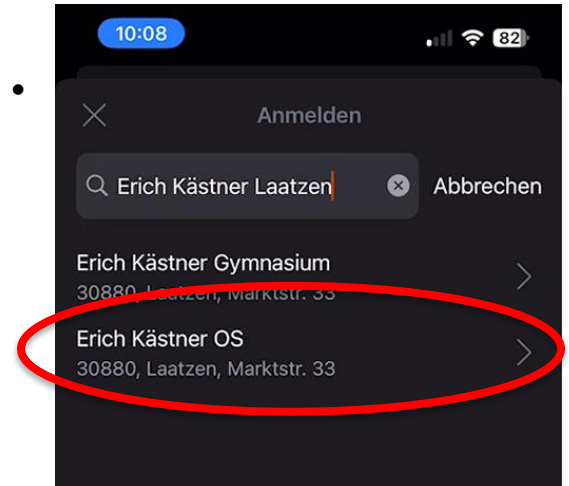 10:08
82
Anmelden
Erich Kästner Laatzen
Abbrechen
Erich Kästner Gymnasium
30880, Laatzen, Marktstr. 33
Erich Kästner OS
30880, Laatzen, Marktstr. 33